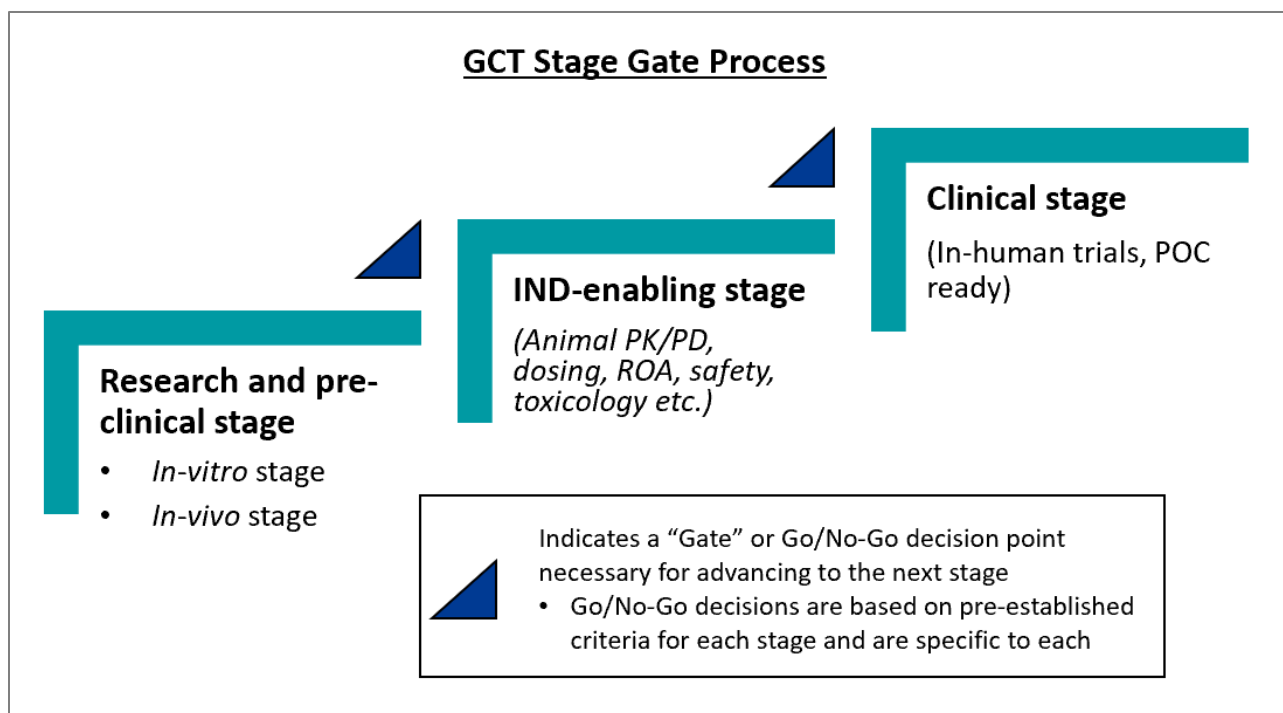 GCT Stage Gate Process
Research and pre-
clinical stage
• In-vitro stage
• In-vivo stage
IND-enabling stage
(Animal PK/PD,
dosing, ROA, safety,
toxicology etc.)
Clinical stage
(In-human trials, POC
ready)
Indicates a “Gate” or Go/No-Go decision point
necessary for advancing to the next stage
• Go/No-Go decisions are based on pre-established
criteria for each stage and are specific to each